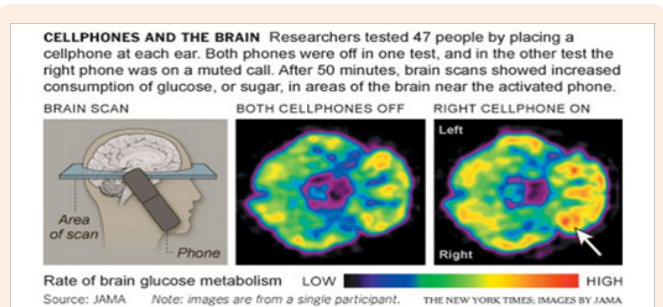 CELLPHONES AND THE BRAIN Researchers tested 47 people by placing a
cellphone at each ear. Both phones were off in one test, and in the other test the
right phone was on a muted call. After 50 minutes, brain scans showed increased
consumption of glucose, or sugar, in areas of the brain near the activated phone.
BRAIN SCAN BOTH CELLPHONES OFF RIGHT CELLPHONE ON
Left
Area
of scan
Phone
Right
Rate of brain glucose metabolism LOW HIGH
Source: JAMA Note: images are from a single participant. THE NEW YORK TIMES; IMAGES BY JAMA